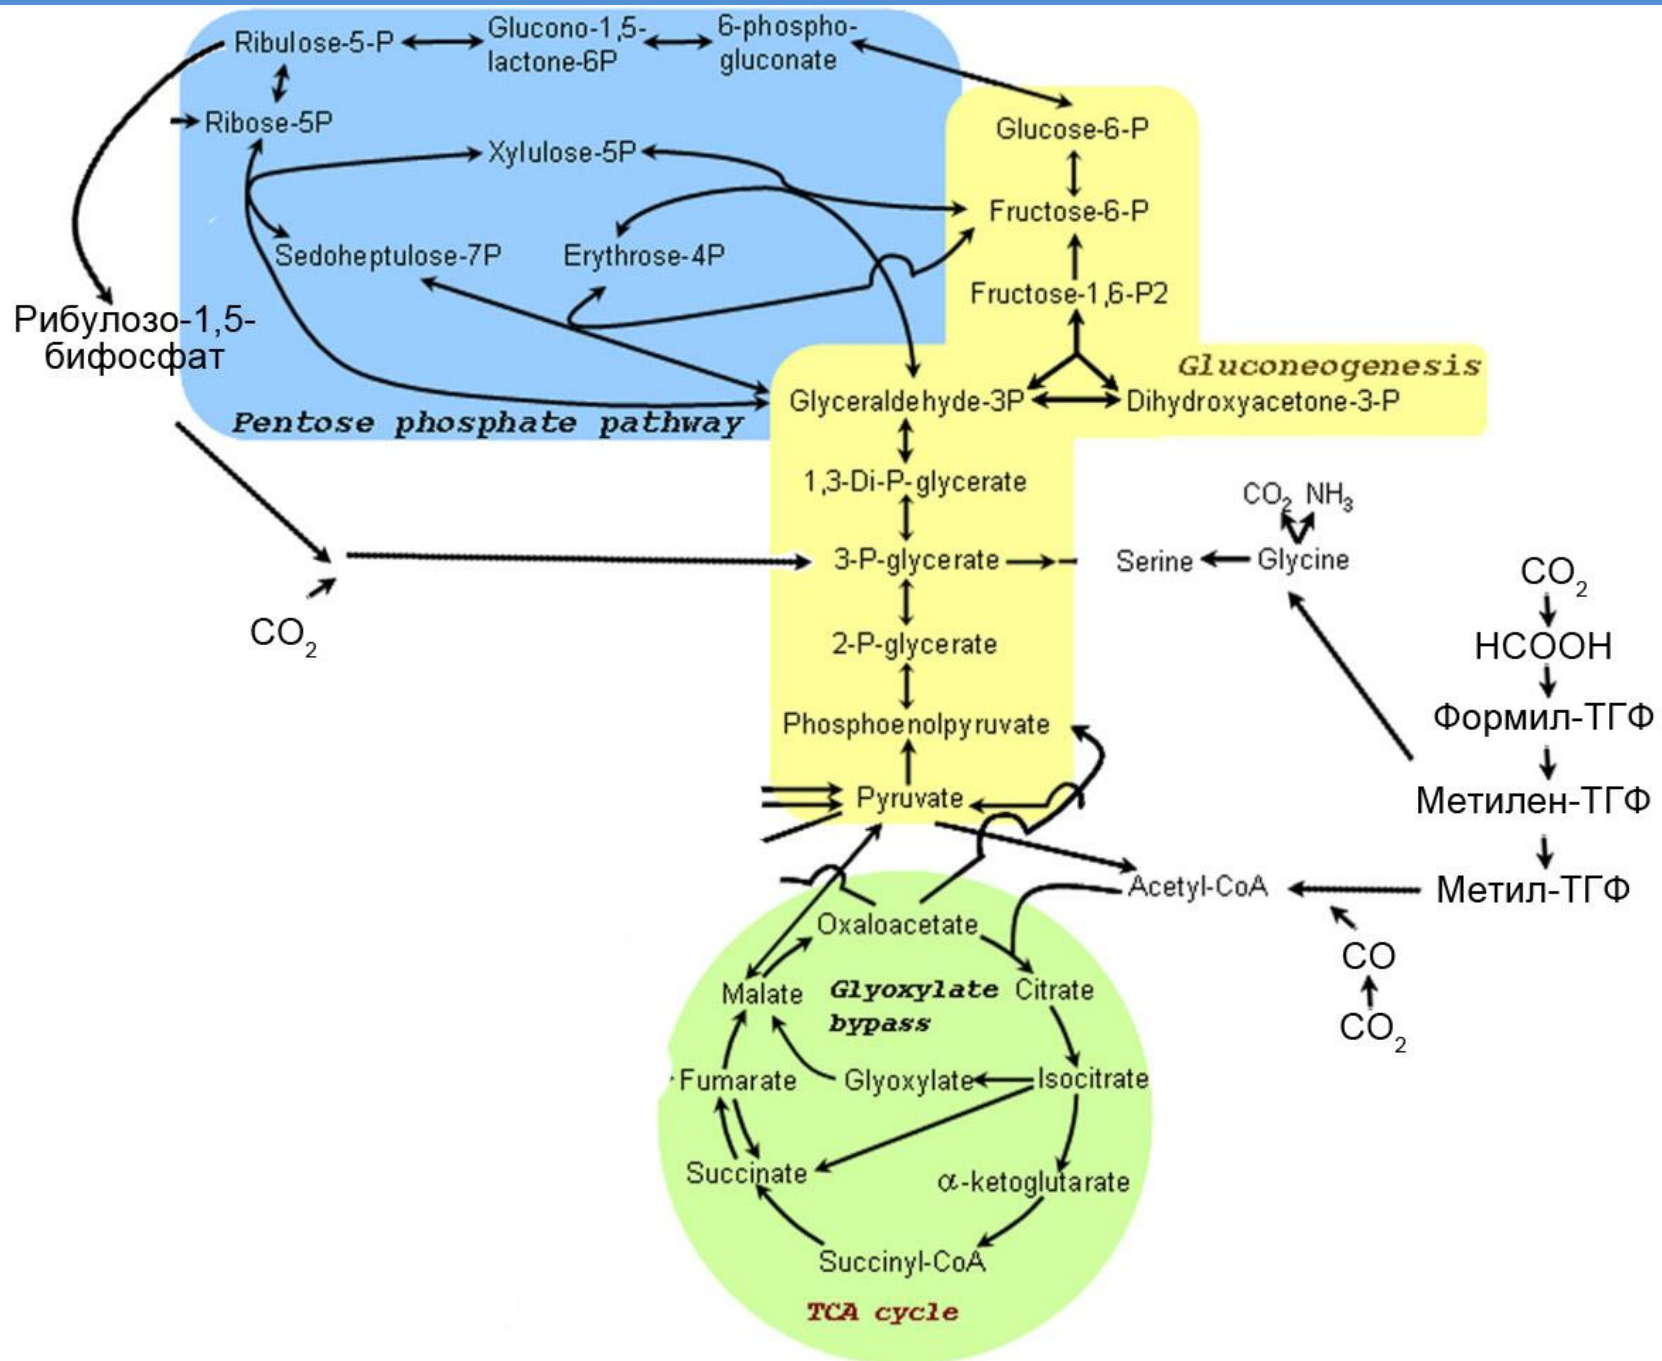 Ribulose-5-P
Glucono-1,5-
lactone-6P
6-phospho-
gluconate
Ribose-5P
Xylulose-5P
Glucose-6-P
Fructose-6-P
Sedoheptulose-7P
Erythrose-4P
Fructose-1,6-P2
Рибулозо-1,5-
бифосфат
Gluconeogenesis
Pentose phosphate pathway
Glyceraldehyde-3P
Dihydroxyacetone-3-P
1,3-Di-P-glycerate
CO2 NH3
3-P-glycerate
Serine
Glycine
CO2
CO2
HCOOH
2-P-glycerate
Формил-ТГФ
Phosphoenolpyruvate
Метилен-ТГФ
Pyruvate
Acetyl-CoA
Метил-ТГФ
Oxaloacetate
CO
CO2
Malate
Glyoxylate
bypass
Citrate
Fumarate
Glyoxylate
Isocitrate
Succinate
α-ketoglutarate
Succinyl-CoA
TCA cycle